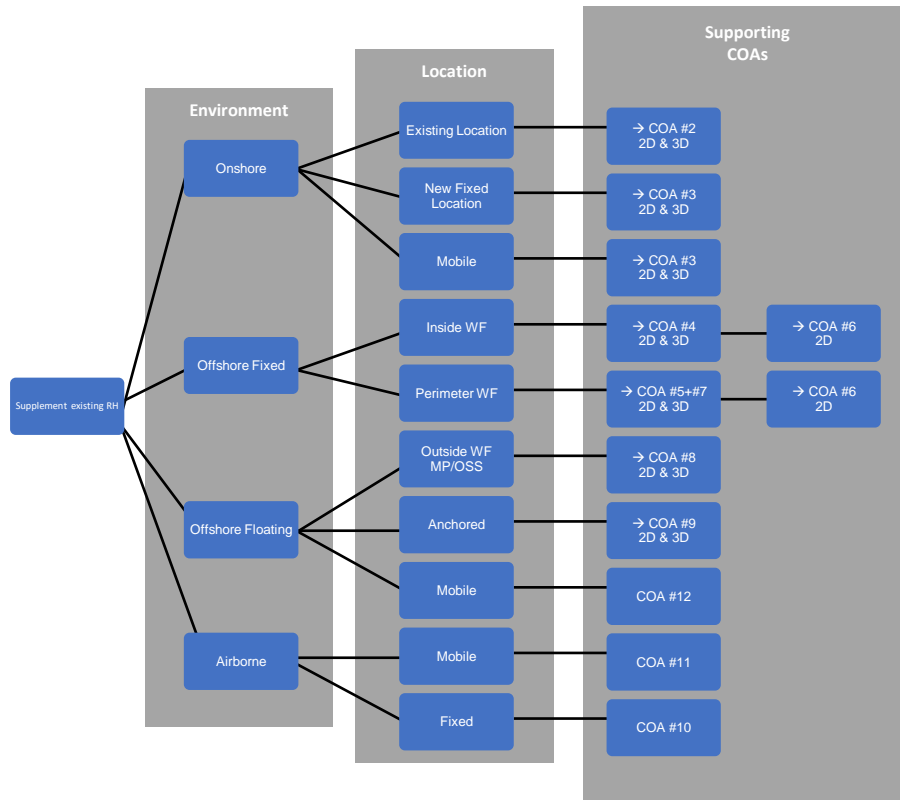 Supporting
COAs
Location
Environment
Supplement existing RH
Onshore
Existing Location
→ COA #2
2D & 3D
New Fixed
Location
→ COA #3
2D & 3D
Mobile
→ COA #3
2D & 3D
Offshore Fixed
Inside WF
→ COA #4
2D & 3D
→ COA #6
2D
Perimeter WF
→ COA #5+#7
2D & 3D
→ COA #6
2D
Offshore Floating
Outside WF
MP/OSS
→ COA #8
2D & 3D
Anchored
→ COA #9
2D & 3D
Mobile
COA #12
Airborne
Mobile
COA #11
Fixed
COA #10